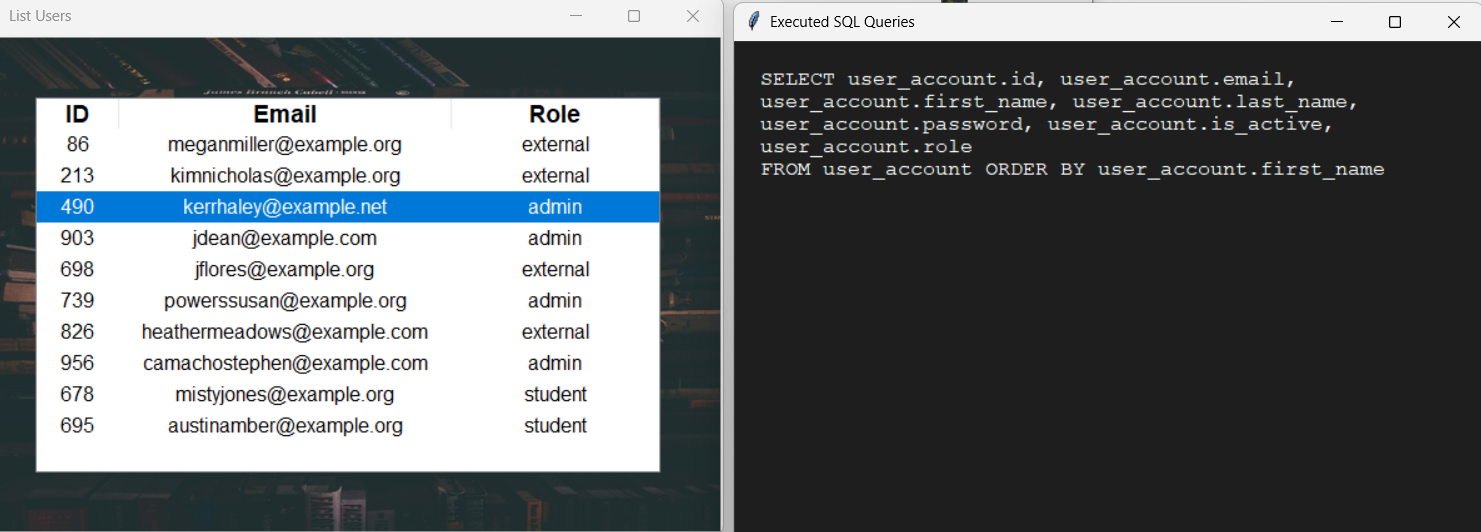 List Users
Executed SQL Queries
James Branch Cabell
ID Email Role
86 meganmiller@example.org external
213 kimnicholas@example.org external
490 kerrhaley@example.net admin
903 jdean@example.com admin
698 jflores@example.org external
739 powerssusan@example.org admin
826 heathermeadows@example.com external
956 camachostephen@example.com admin
678 mistyjones@example.org student
695 austinamber@example.org student
SELECT user_account.id, user_account.email,
user_account.first_name, user_account.last_name,
user_account.password, user_account.is_active,
user_account.role
FROM user_account ORDER BY user_account.first_name